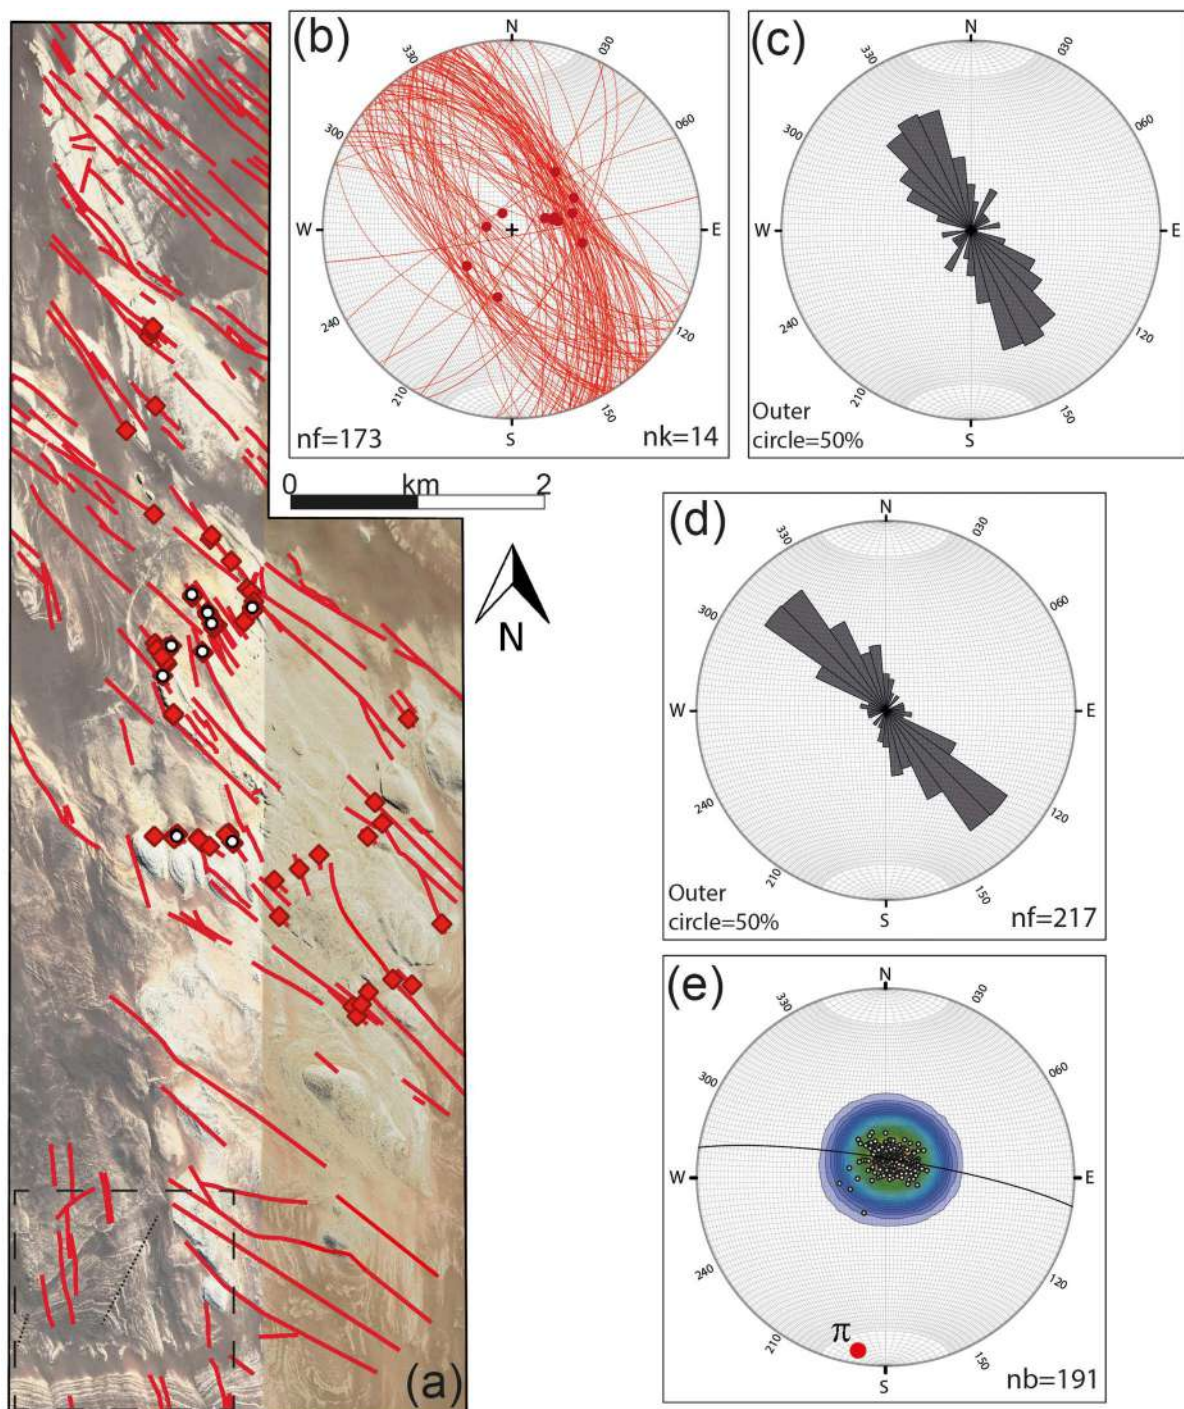 (b)
N
030
060
E
120
150
S
210
240
W
300
330
nf=173
nk=14
(c)
N
030
060
E
120
150
S
210
240
W
300
330
Outer
circle=50%
0
km
2
N
(d)
N
030
060
E
120
150
S
210
240
W
300
330
Outer
circle=50%
nf=217
(e)
N
030
060
E
120
150
S
210
240
W
300
π
nb=191
(a)